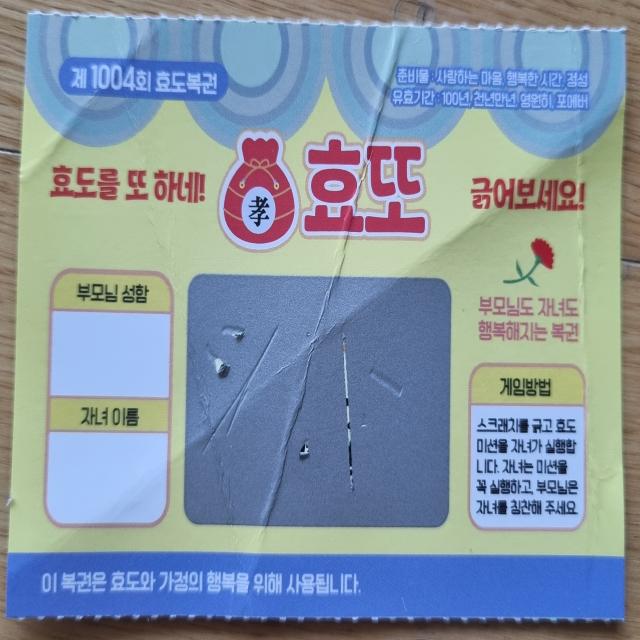 제 1004회 효도복권
준비물 : 사랑하는 마음, 행복한 시간, 정성
유효기간 : 100년, 천년만년, 영원히, 포에버
효도를 또 하네!
孝
효또
긁어보세요!
부모님도 자녀도
행복해지는 복권
부모님 성함
자녀 이름
게임방법
스크래치를 긁고, 효도
미션을 자녀가 실행합
니다. 자녀는 미션을
꼭 실행하고, 부모님은
자녀를 칭찬해 주세요.
이 복권은 효도와 가정의 행복을 위해 사용됩니다.